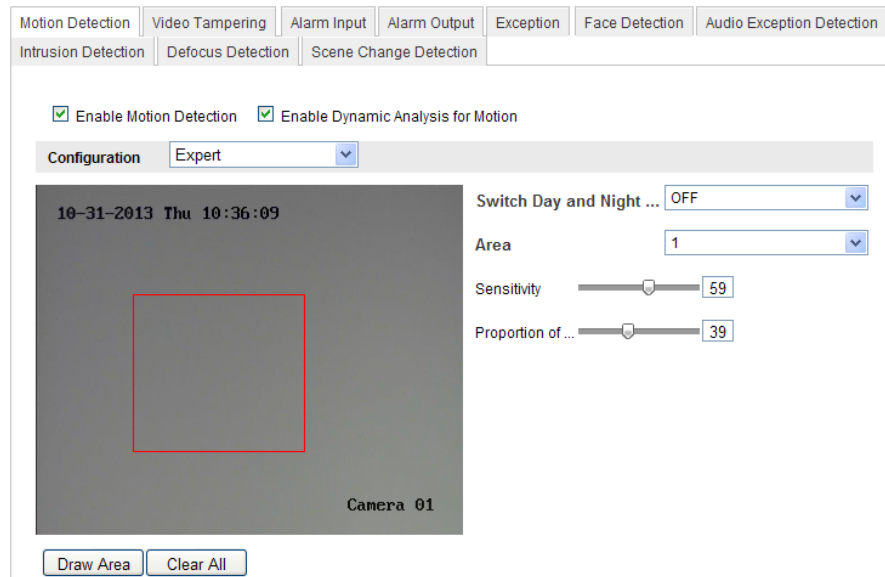 Motion Detection Video Tampering Alarm Input Alarm Output Exception Face Detection Audio Exception Detection
Intrusion Detection Defocus Detection Scene Change Detection
Enable Motion Detection Enable Dynamic Analysis for Motion
Configuration Expert
10-31-2013 Thu 10:36:09
Switch Day and Night ... OFF
Area 1
Sensitivity 59
Proportion of ... 39
Camera 01
Draw Area Clear All